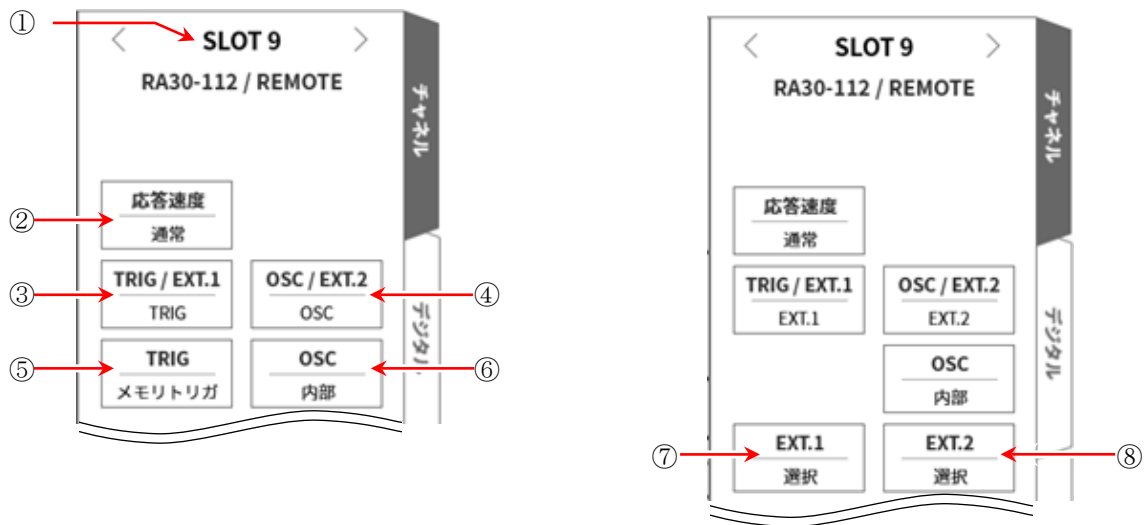 ①
< SLOT 9 >
RA30-112 / REMOTE
チャネル
②
応答速度
通常
③
TRIG / EXT.1
TRIG
OSC / EXT.2
OSC
④
デジタル
⑤
TRIG
メモリトリガ
OSC
内部
⑥
< SLOT 9 >
RA30-112 / REMOTE
チャネル
応答速度
通常
TRIG / EXT.1
EXT.1
OSC / EXT.2
EXT.2
デジタル
OSC
内部
⑦
EXT.1
選択
EXT.2
選択
⑧